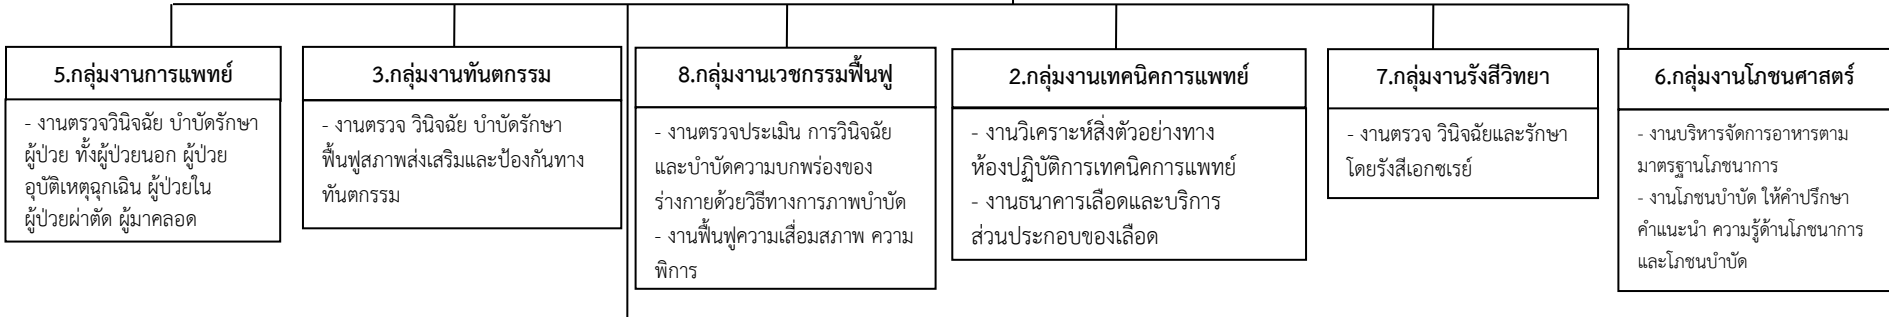 5.กลุ่มงานการแพทย์
- งานตรวจวินิจฉัย บำบัดรักษา
ผู้ป่วย ทั้งผู้ป่วยนอก ผู้ป่วย
อุบัติเหตุฉุกเฉิน ผู้ป่วยใน
ผู้ป่วยผ่าตัด ผู้มาคลอด
3.กลุ่มงานทันตกรรม
- งานตรวจ วินิจฉัย บำบัดรักษา
ฟื้นฟูสภาพส่งเสริมและป้องกันทาง
ทันตกรรม
8.กลุ่มงานเวชกรรมฟื้นฟู
- งานตรวจประเมิน การวินิจฉัย
และบำบัดความบกพร่องของ
ร่างกายด้วยวิธีทางการภาพบำบัด
- งานฟื้นฟูความเสื่อมสภาพ ความ
พิการ
2.กลุ่มงานเทคนิคการแพทย์
- งานวิเคราะห์สิ่งตัวอย่างทาง
ห้องปฏิบัติการเทคนิคการแพทย์
- งานธนาคารเลือดและบริการ
ส่วนประกอบของเลือด
7.กลุ่มงานรังสีวิทยา
- งานตรวจ วินิจฉัยและรักษา
โดยรังสีเอกซเรย์
6.กลุ่มงานโภชนศาสตร์
- งานบริหารจัดการอาหารตาม
มาตรฐานโภชนาการ
- งานโภชนบำบัด ให้คำปรึกษา
คำแนะนำ ความรู้ด้านโภชนาการ
และโภชนบำบัด